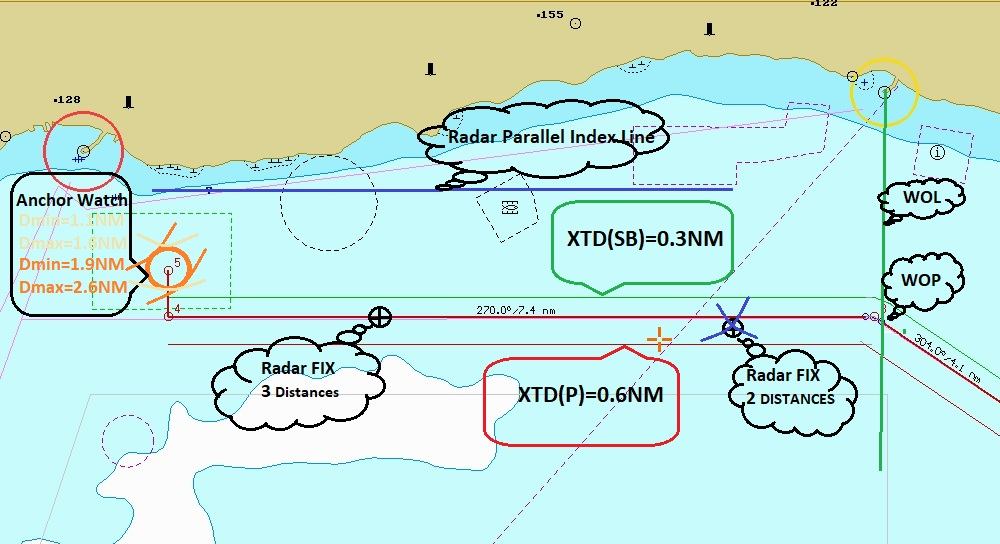 155
122
128
Radar Parallel Index Line
Anchor Watch
Dmin=1.1NM
Dmax=1.8NM
Dmin=1.9NM
Dmax=2.6NM
1
WOL
XTD(SB)=0.3NM
5
WOP
4
270.0°/7.4 nm
304.0°/4.1 nm
Radar FIX
3 Distances
XTD(P)=0.6NM
Radar FIX
2 DISTANCES